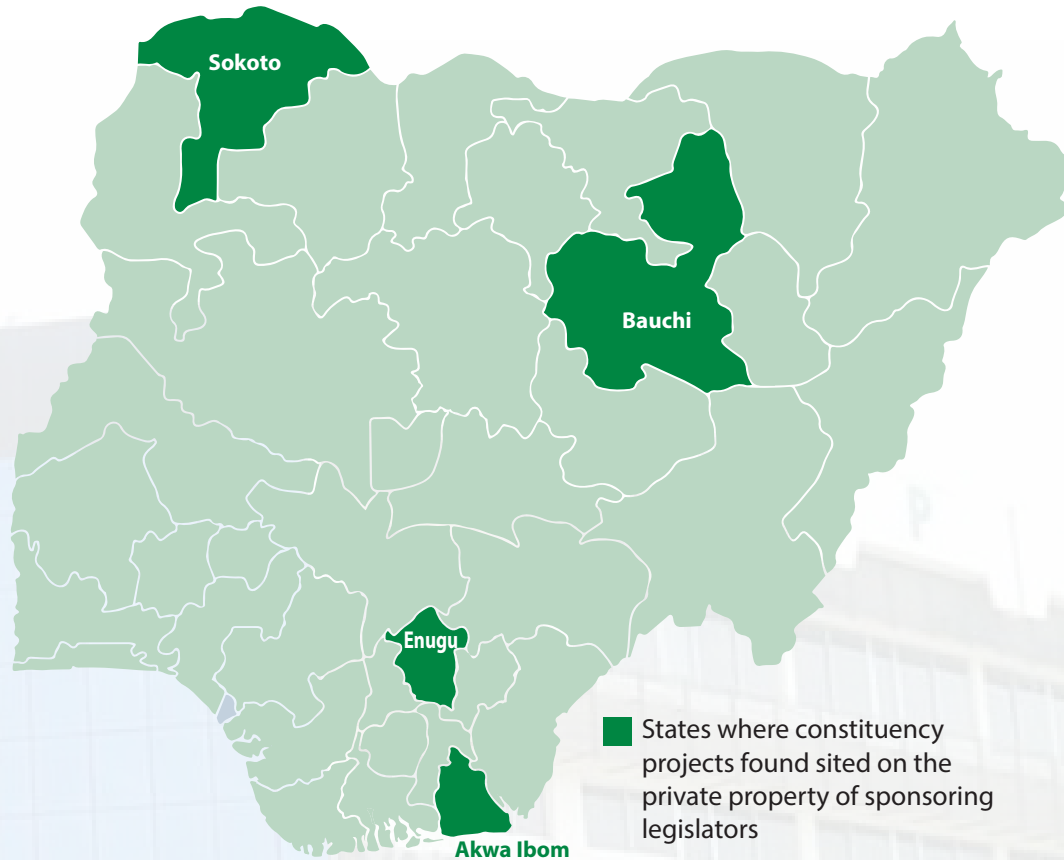 Sokoto
Bauchi
Enugu
States where constituency
projects found sited on the
private property of sponsoring
legislators
Akwa Ibom